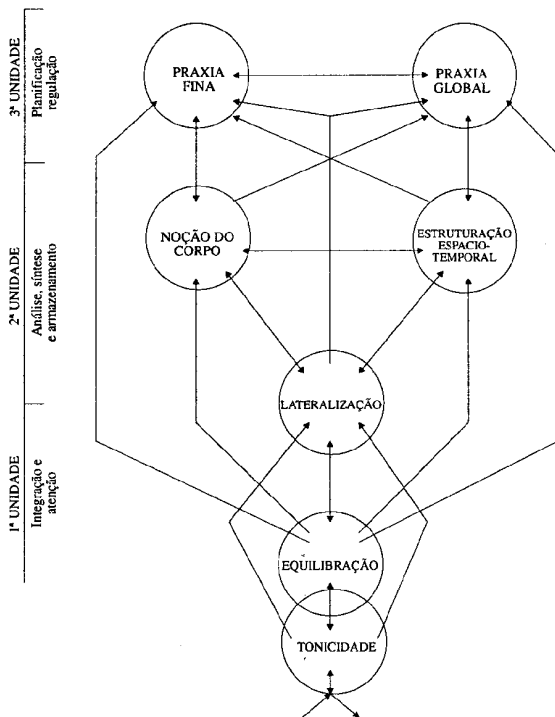 3ª UNIDADE
Planificação
regulação
2ª UNIDADE
Análise, síntese
e armazenamento
1ª UNIDADE
Integração e
atenção
PRAXIA
FINA
PRAXIA
GLOBAL
NOÇÃO DO
CORPO
ESTRUTURAÇÃO
ESPACIO-
TEMPORAL
LATERALIZAÇÃO
EQUILIBRAÇÃO
TONICIDADE